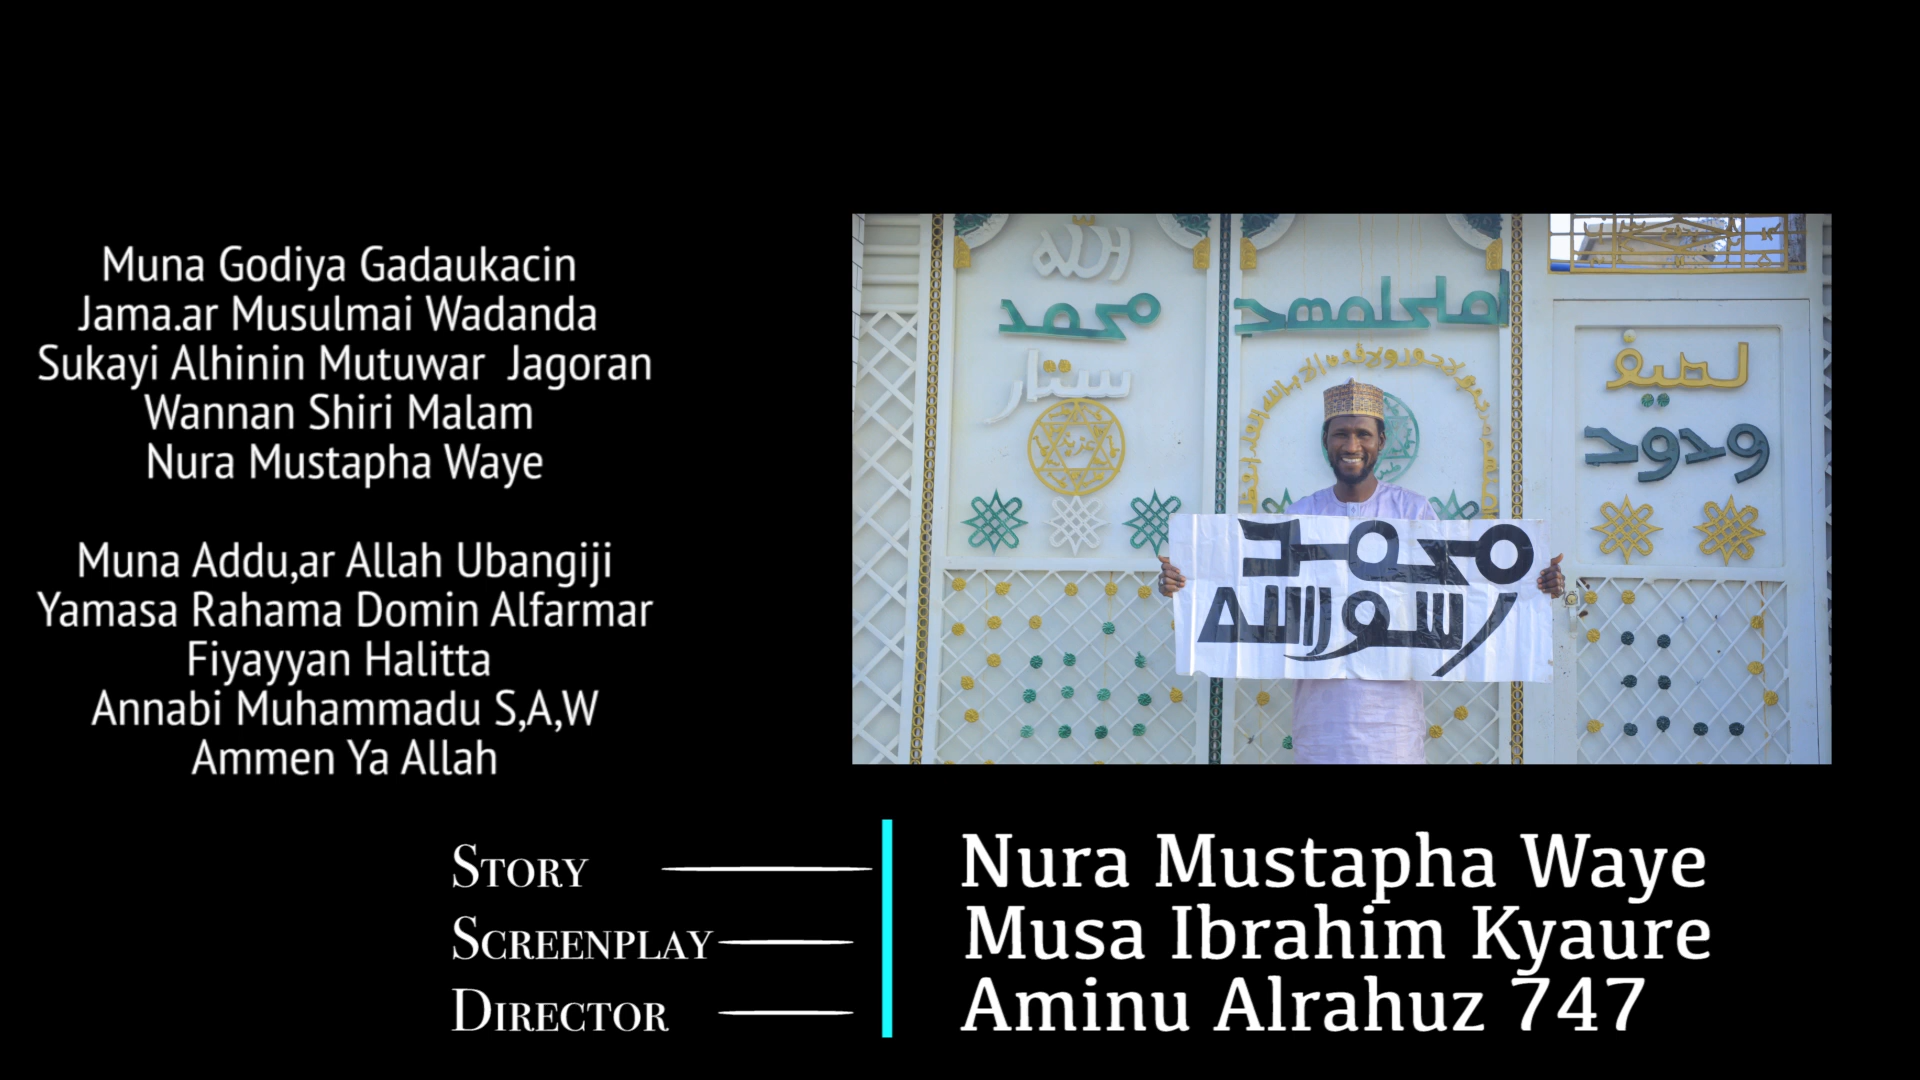 Muna Godiya Gadaukacin
Jama.ar Musulmai Wadanda
Sukayi Alhinin Mutuwar Jagoran
Wannan Shiri Malam
Nura Mustapha Waye
Muna Addu,ar Allah Ubangiji
Yamasa Rahama Domin Alfarmar
Fiyayyan Halitta
Annabi Muhammadu S,A,W
Ammen Ya Allah
الله
محمد
ستار
لصيف
ودود
محمد
رسول الله
STORY Nura Mustapha Waye
SCREENPLAY Musa Ibrahim Kyaure
DIRECTOR Aminu Alrahuz 747